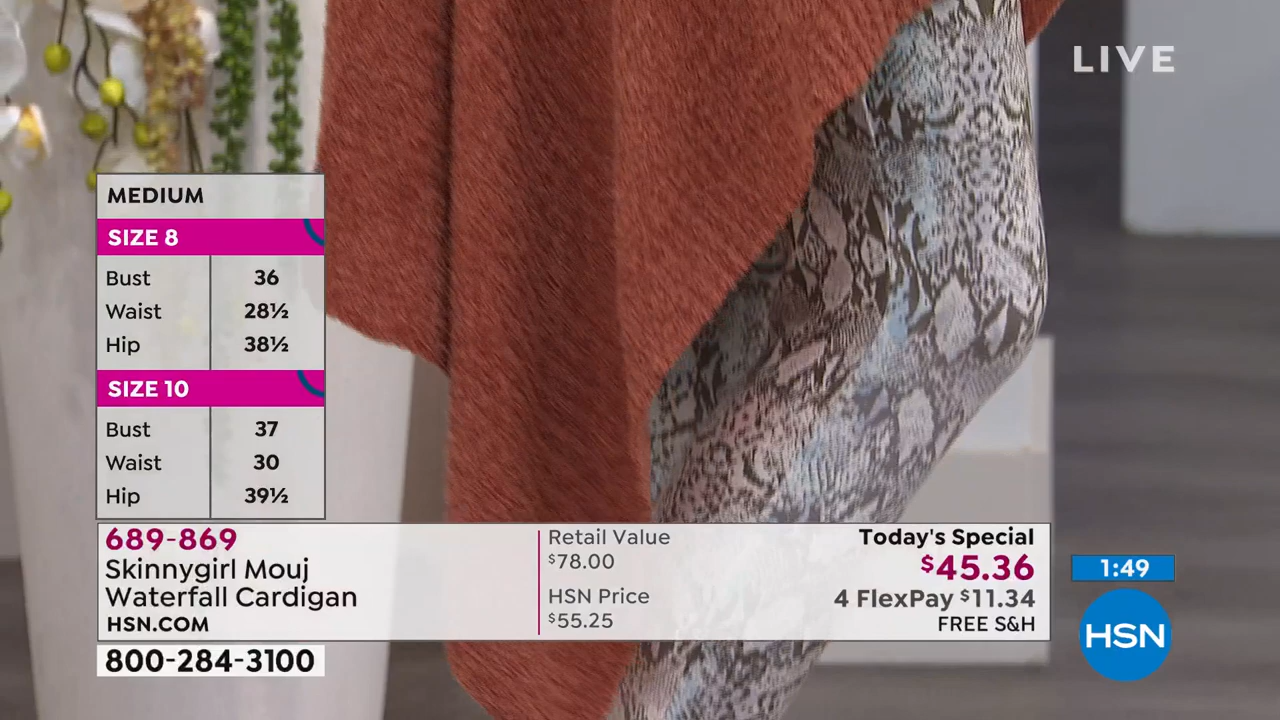 LIVE
MEDIUM
SIZE 8
Bust 36
Waist 28½
Hip 38½
SIZE 10
Bust 37
Waist 30
Hip 39½
689-869
Skinnygirl Mouj
Waterfall Cardigan
HSN.COM
800-284-3100
Retail Value
$78.00
HSN Price
$55.25
Today's Special
$45.36
4 FlexPay $11.34
FREE S&H
1:49
HSN